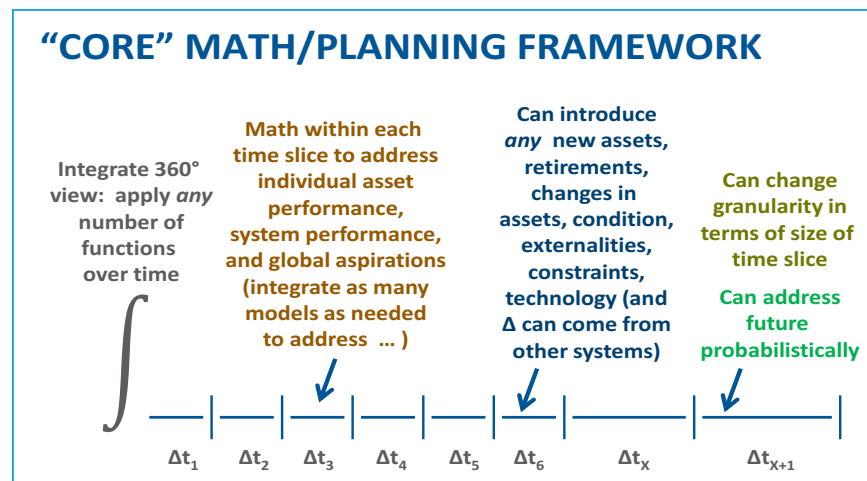 “CORE” MATH/PLANNING FRAMEWORK
Integrate 360°
view:  apply any
number of
functions
over time
∫
Math within each
time slice to address
individual asset
performance,
system performance,
and global aspirations
(integrate as many
models as needed
to address  … )
Can introduce
any  new assets,
retirements,
changes in
assets, condition,
externalities,
constraints,
technology (and
Δ can come from
other systems)
Can change
granularity in
terms of size of
time slice
Can address
future
probabilistically
Δt₁ Δt₂ Δt₃ Δt₄ Δt₅ Δt₆ Δtₓ Δtₓ₊₁